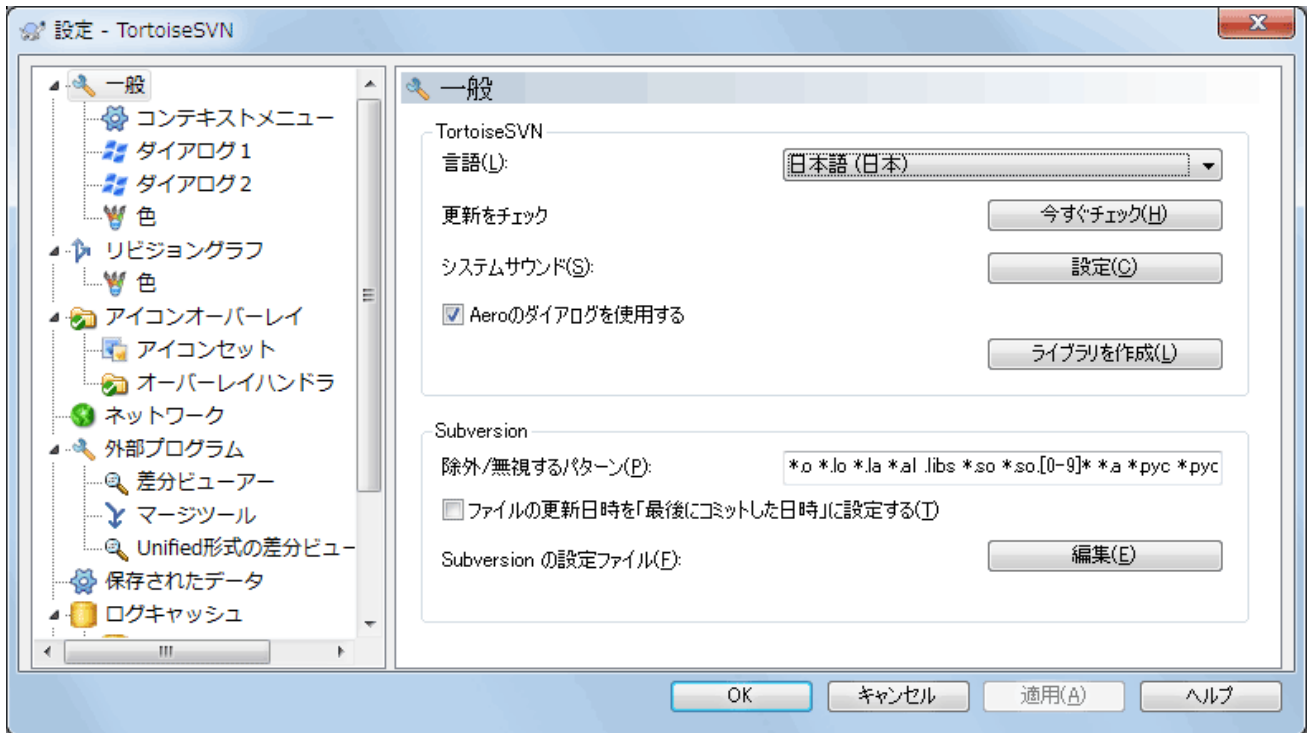 設定 - TortoiseSVN
一般
コンテキストメニュー
ダイアログ1
ダイアログ2
色
リビジョングラフ
色
アイコンオーバーレイ
アイコンセット
オーバーレイハンドラ
ネットワーク
外部プログラム
差分ビューアー
マージツール
Unified形式の差分ビュー
保存されたデータ
ログキャッシュ
一般
TortoiseSVN
言語(L):
日本語 (日本)
更新をチェック
今すぐチェック(H)
システムサウンド(S):
設定(C)
Aeroのダイアログを使用する
ライブラリを作成(L)
Subversion
除外/無視するパターン(P):
*.o *.lo *.la *.al .libs *.so *.so.[0-9]* *.a *.pyc *.pyc
ファイルの更新日時を「最後にコミットした日時」に設定する(T)
Subversion の設定ファイル(F):
編集(E)
OK
キャンセル
適用(A)
ヘルプ